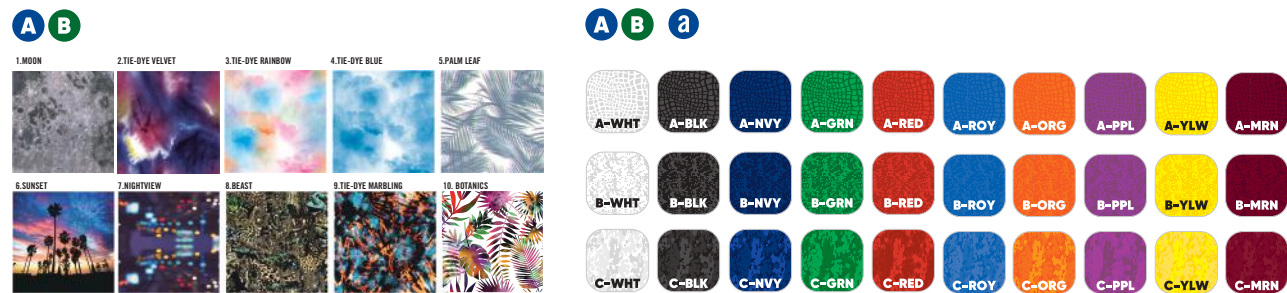 A B
1.MOON 2.TIE-DYE VELVET 3.TIE-DYE RAINBOW 4.TIE-DYE BLUE 5.PALM LEAF
6.SUNSET 7.NIGHTVIEW 8.BEAST 9.TIE-DYE MARBLING 10. BOTANICS
A B a
A-WHT A-BLK A-NVY A-GRN A-RED A-ROY A-ORG A-PPL A-YLW A-MRN
B-WHT B-BLK B-NVY B-GRN B-RED B-ROY B-ORG B-PPL B-YLW B-MRN
C-WHT C-BLK C-NVY C-GRN C-RED C-ROY C-ORG C-PPL C-YLW C-MRN